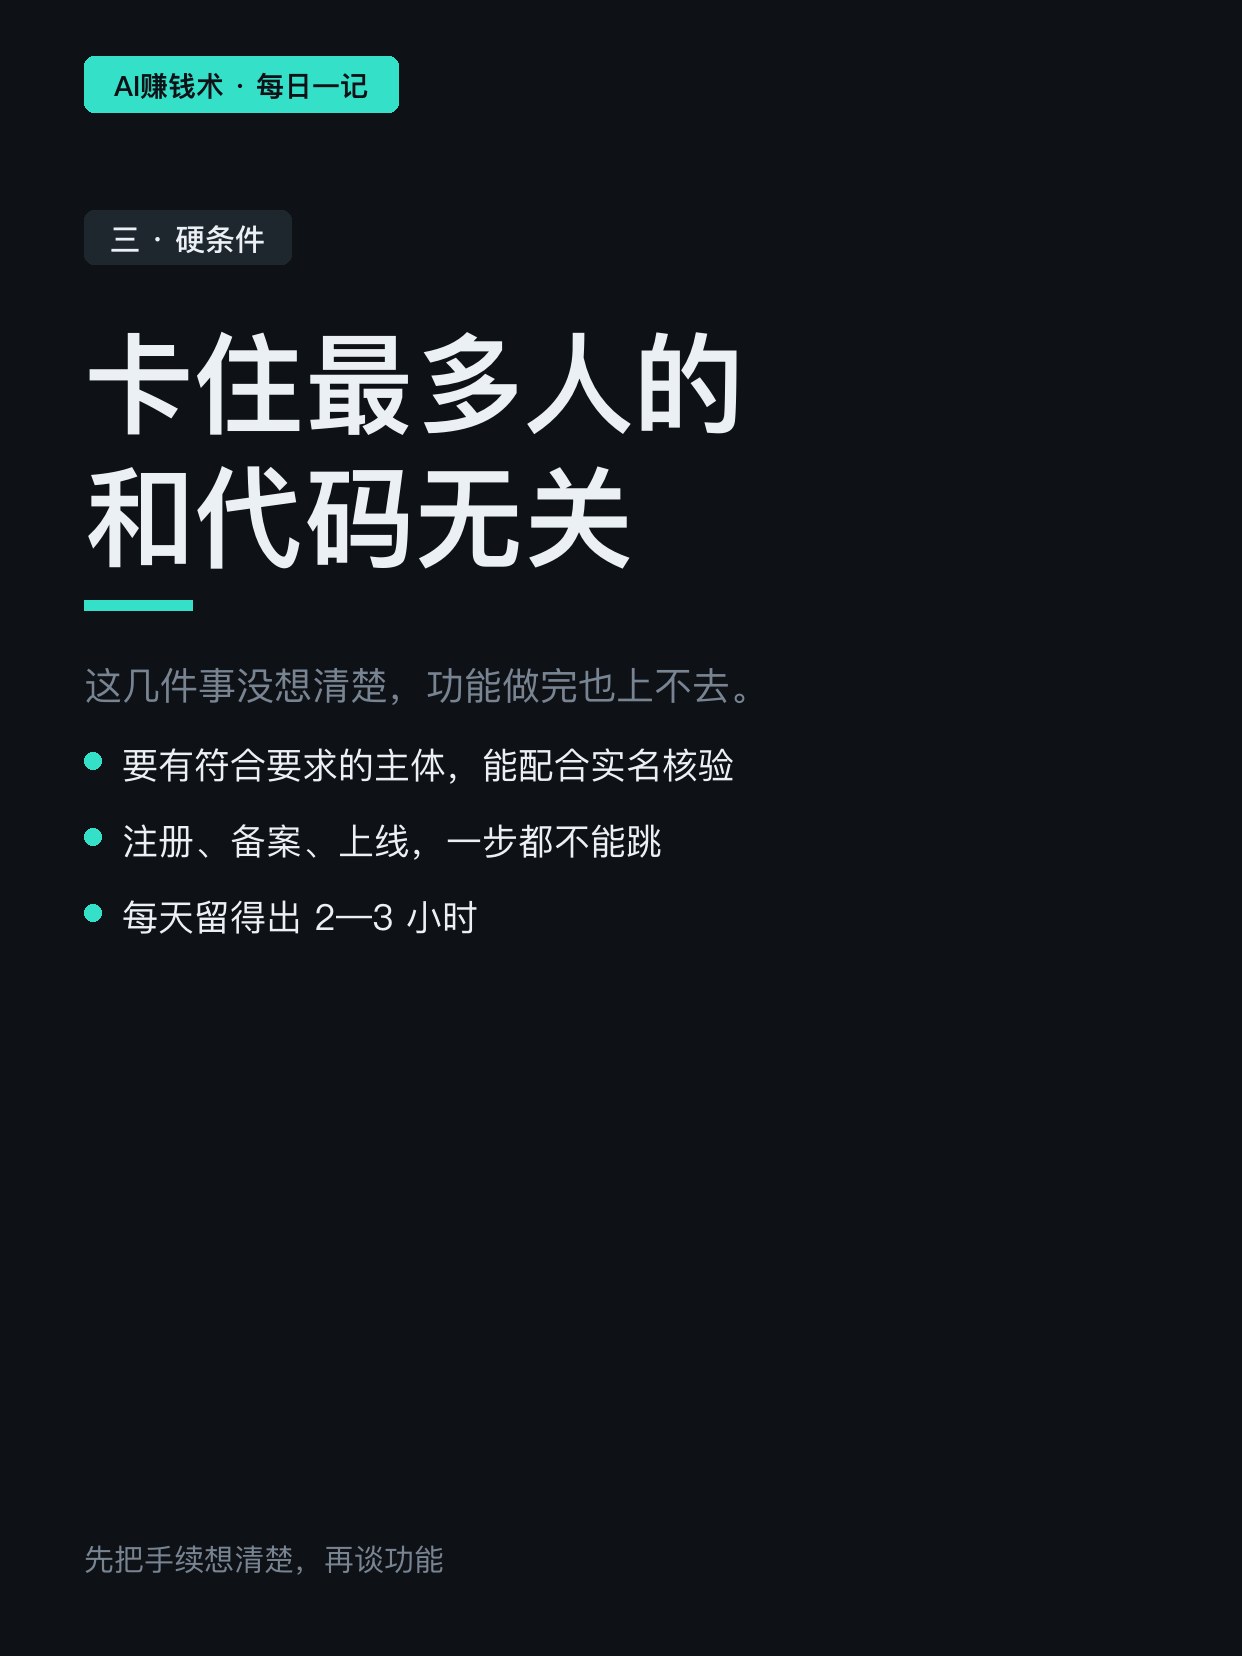 AI赚钱术 · 每日一记
三 · 硬条件
卡住最多人的
和代码无关
这几件事没想清楚，功能做完也上不去。
要有符合要求的主体，能配合实名核验
注册、备案、上线，一步都不能跳
每天留得出 2—3 小时
先把手续想清楚，再谈功能